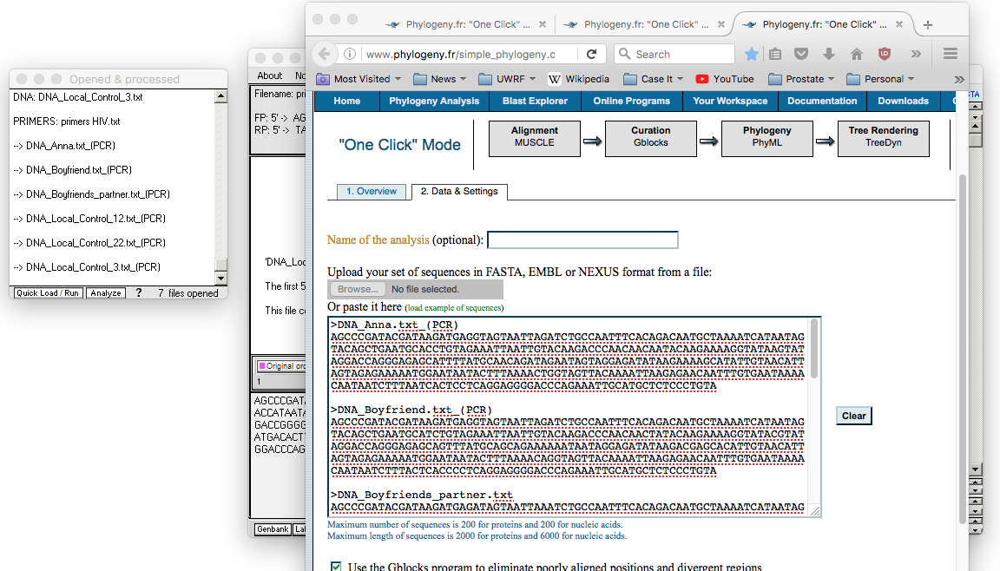 Opened & processed
DNA: DNA_Local_Control_3.txt
PRIMERS: primers HIV.txt
--> DNA_Anna.txt_(PCR)
--> DNA_Boyfriend.txt_(PCR)
--> DNA_Boyfriends_partner.txt_(PCR)
--> DNA_Local_Control_12.txt_(PCR)
--> DNA_Local_Control_22.txt_(PCR)
--> DNA_Local_Control_3.txt_(PCR)
Quick Load / Run Analyze ? 7 files opened
About No
Filename: pri
FP: 5' -> AG
RP: 5' -> TA
'DNA_Loc
The first 5
This file co
Original ord
1
AGCCCGAT
ACCATAATA
GACCGGGG
ATGACACT
GGACCCAG
Genbank Lal
Phylogeny.fr: "One Click" ... Phylogeny.fr: "One Click" ... Phylogeny.fr: "One Click" ...
www.phylogeny.fr/simple_phylogeny.c Search
Most Visited News UWRF Wikipedia Case It YouTube Prostate Personal
Home Phylogeny Analysis Blast Explorer Online Programs Your Workspace Documentation Downloads
"One Click" Mode
Alignment
MUSCLE
Curation
Gblocks
Phylogeny
PhyML
Tree Rendering
TreeDyn
1. Overview 2. Data & Settings
Name of the analysis (optional):
Upload your set of sequences in FASTA, EMBL or NEXUS format from a file:
Browse... No file selected.
Or paste it here (load example of sequences)
>DNA_Anna.txt_(PCR)
AGCCCGATACGATAAGATGAGGTAGTAATTAGATCTGCCAATTTCACAGACAATGCTAAAATCATAATAG
TACAGCTGAATGCACCTGTAGAAATTAATTGTACAAGACCCAACAACAATACAAGAAAAGGTATAAGTAT
AGGACCAGGGAGAGCATTTTATGCAACAGATAGAATAGTAGGAGATATAAGAAAAGCATATTGTAACATT
AGTAGAGAAAAATGGAATAATACTTTAAAACTGGTAGTTACAAAATTAAGAGAACAATTTGTGAATAAAA
CAATAATCTTTAATCACTCCTCAGGAGGGGACCCAGAAATTGCATGCTCTCCCTGTA
>DNA_Boyfriend.txt_(PCR)
AGCCCGATACGATAAGATGAGGTAGTAATTAGATCTGCCAATTTCACAGACAATGCTAAAATCATAATAG
TACAGCTGAATGCATCTGTAGAAATTAATTGTACAAGACCCAACAACTATACAAGAAAAGGTATACGTAT
AGGACCAGGGAGAGCAGTTTATGCAGCAGAAAAAATAATAGGAGATATAAGACGAGCACATTGTAACATT
AGTAGAGAAAAATGGAATAATACTTTAAAACAGGTAGTTACAAAATTAAGAGAACAATTTGTGAATAAAA
CAATAATCTTTACTCACCCCTCAGGAGGGGACCCAGAAATTGCATGCTCTCCCTGTA
>DNA_Boyfriends_partner.txt
AGCCCGATACGATAAGATGAGATAGTAATTAAATCTGCCAATTTCACAGACAATGCTAAAATCATAATAG
Clear
Maximum number of sequences is 200 for proteins and 200 for nucleic acids.
Maximum length of sequences is 2000 for proteins and 6000 for nucleic acids.
Use the Gblocks program to eliminate poorly aligned positions and divergent regions